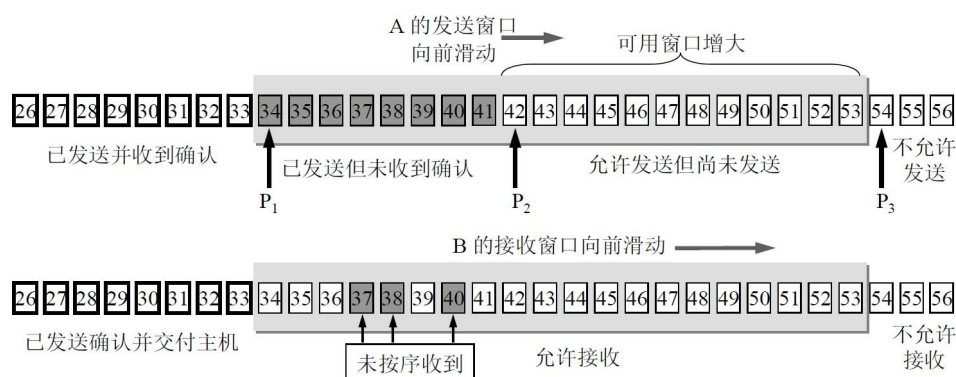 A 的发送窗口
向前滑动
可用窗口增大
26 27 28 29 30 31 32 33 34 35 36 37 38 39 40 41 42 43 44 45 46 47 48 49 50 51 52 53 54 55 56
已发送并收到确认
已发送但未收到确认
允许发送但尚未发送
不允许
发送
P1
P2
P3
B 的接收窗口向前滑动
26 27 28 29 30 31 32 33 34 35 36 37 38 39 40 41 42 43 44 45 46 47 48 49 50 51 52 53 54 55 56
已发送确认并交付主机
未按序收到
允许接收
不允许
接收